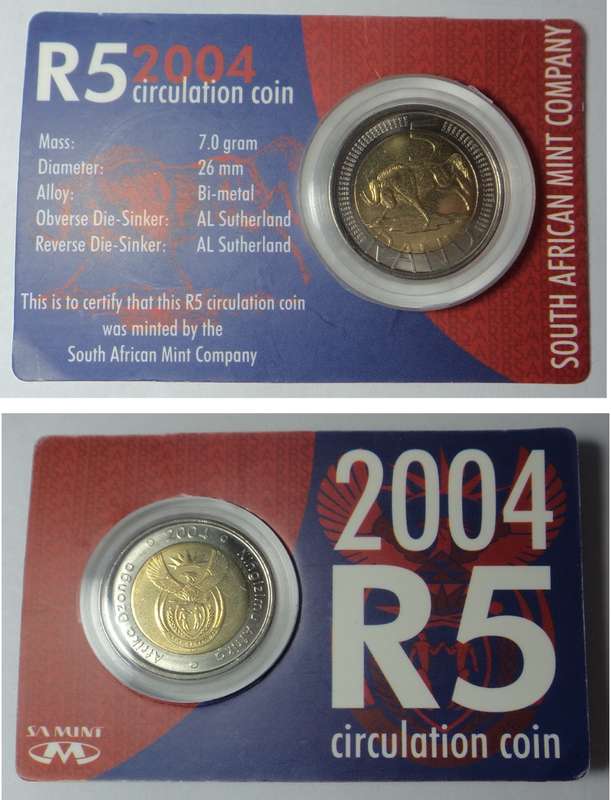 R5 2004
circulation coin
Mass: 7.0 gram
Diameter: 26 mm
Alloy: Bi-metal
Obverse Die-Sinker: AL Sutherland
Reverse Die-Sinker: AL Sutherland
This is to certify that this R5 circulation coin
was minted by the
South African Mint Company
SOUTH AFRICAN MINT COMPANY
5
RAND
Afrika Dzonga 2004 Ningizimu Afrika
2004
R5
circulation coin
SA MINT